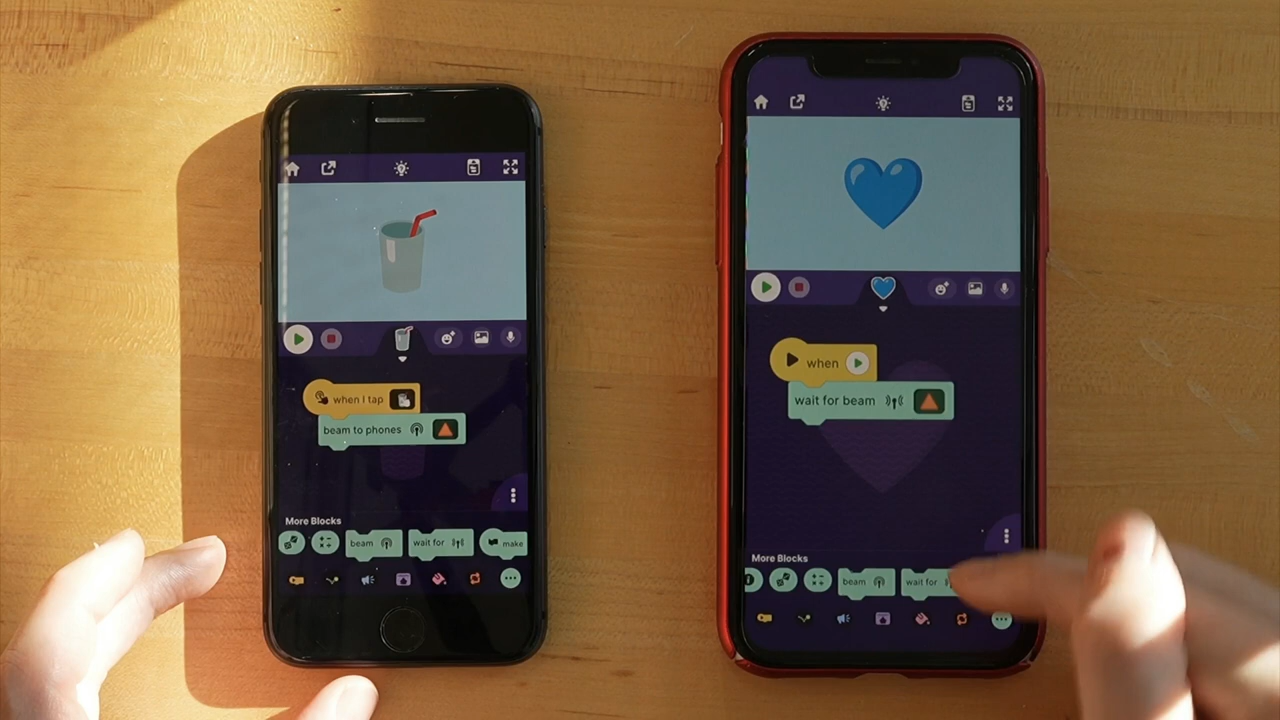 when I tap
beam to phones
More Blocks
beam
wait for
make
when
wait for beam
More Blocks
beam
wait for